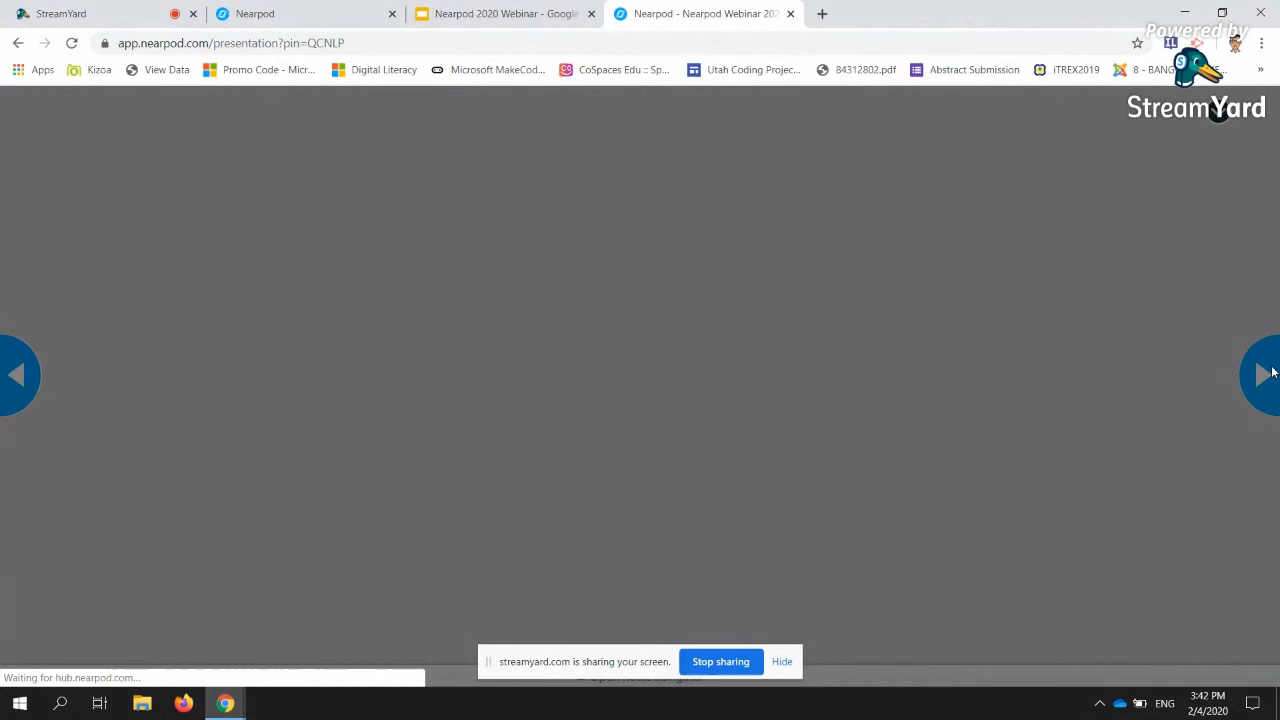 StreamYard
Nearpod
Nearpod 2020 Webinar - Google
Nearpod - Nearpod Webinar 202
Powered by
app.nearpod.com/presentation?pin=QCNLP
Apps
Kizoa
View Data
Promo Code - Micr...
Digital Literacy
Microsoft MakeCod...
CoSpaces Edu :: Sp...
Utah Coding Projec...
84312802.pdf
Abstract Submission
iTREX2019
8 - BANG
StreamYard
streamyard.com is sharing your screen.
Stop sharing
Hide
Waiting for hub.nearpod.com...
ENG
3:42 PM
2/4/2020